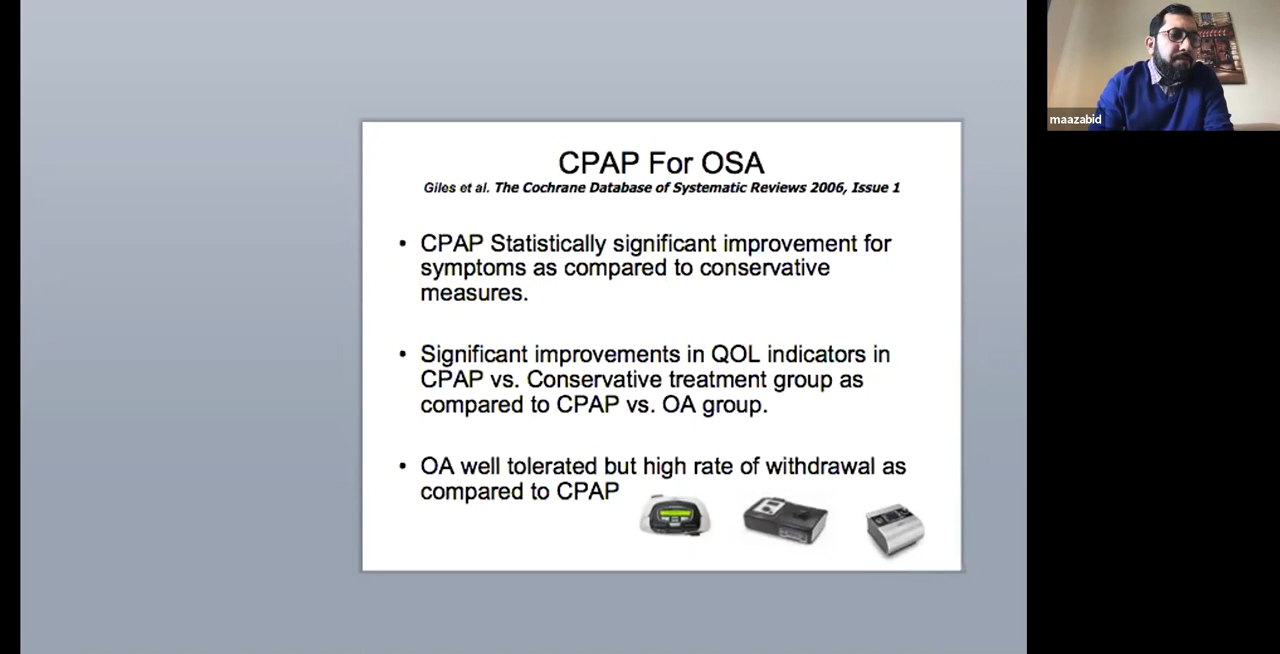 CPAP For OSA
Giles et al. The Cochrane Database of Systematic Reviews 2006, Issue 1
• CPAP Statistically significant improvement for
symptoms as compared to conservative
measures.
• Significant improvements in QOL indicators in
CPAP vs. Conservative treatment group as
compared to CPAP vs. OA group.
• OA well tolerated but high rate of withdrawal as
compared to CPAP
maazabid